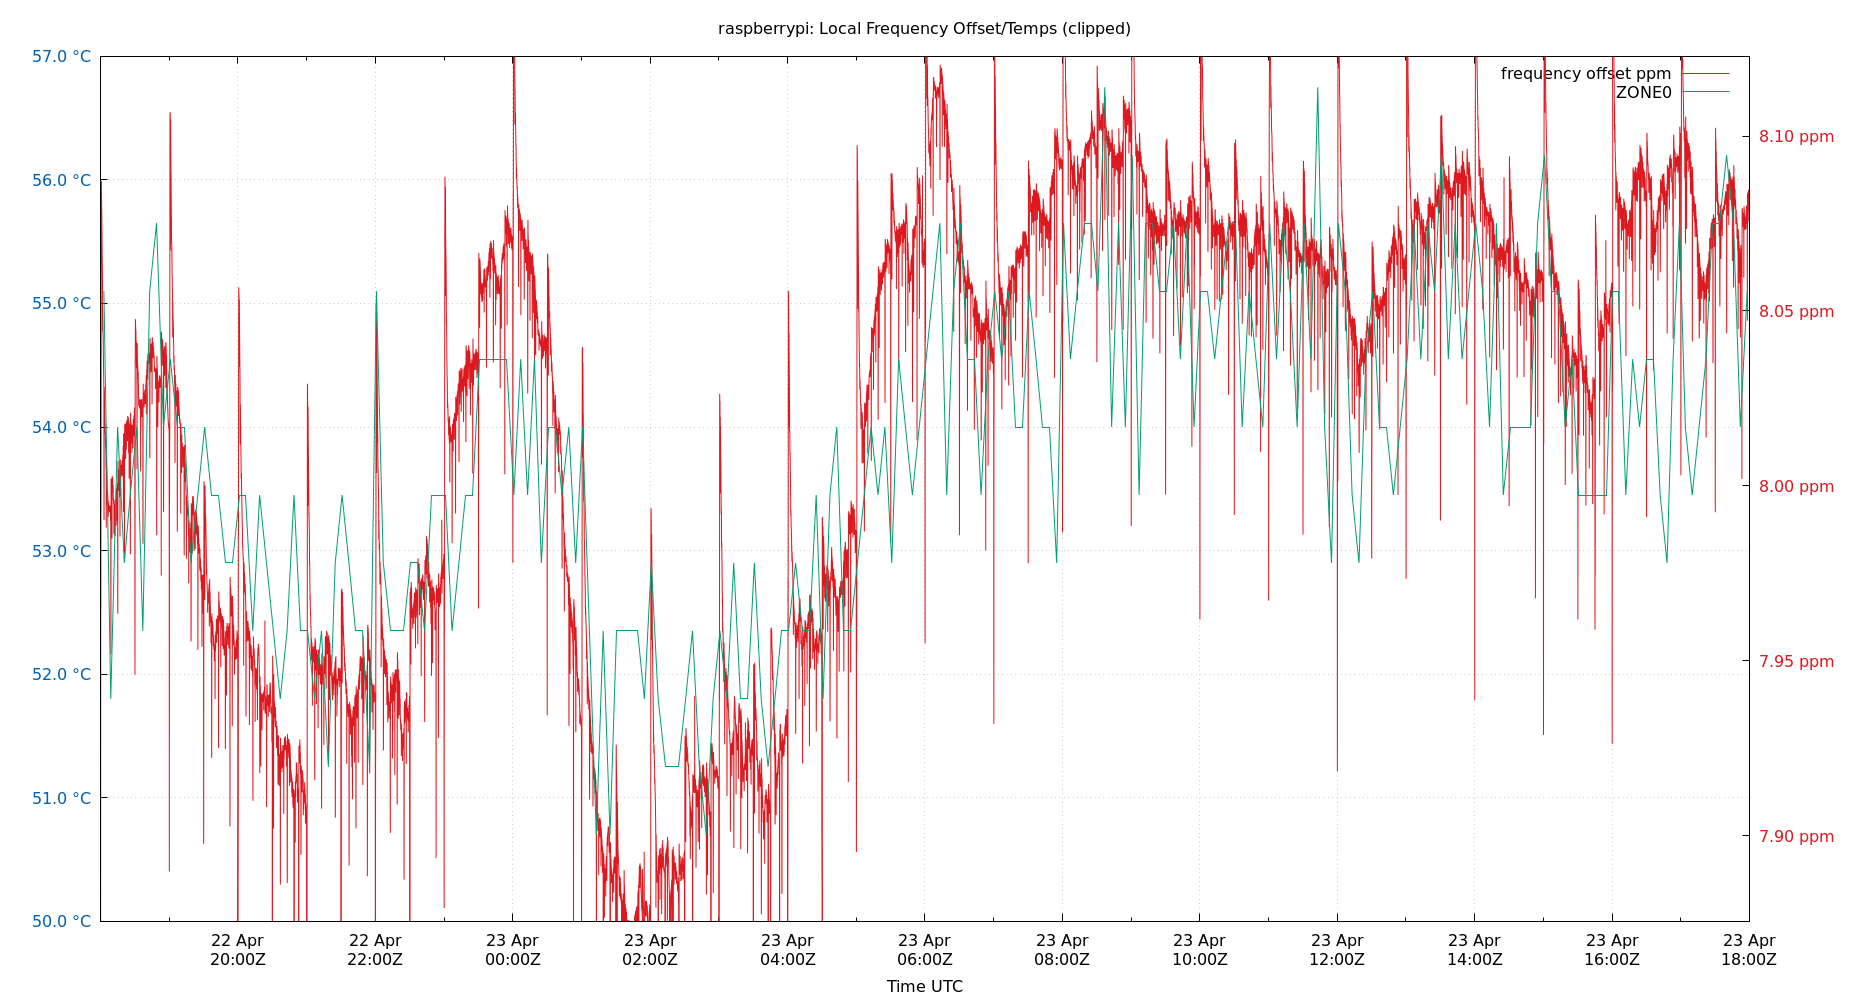 raspberrypi: Local Frequency Offset/Temps (clipped)
57.0 °C
56.0 °C
55.0 °C
54.0 °C
53.0 °C
52.0 °C
51.0 °C
50.0 °C
frequency offset ppm
ZONE0
8.10 ppm
8.05 ppm
8.00 ppm
7.95 ppm
7.90 ppm
22 Apr
20:00Z
22 Apr
22:00Z
23 Apr
00:00Z
23 Apr
02:00Z
23 Apr
04:00Z
23 Apr
06:00Z
23 Apr
08:00Z
23 Apr
10:00Z
23 Apr
12:00Z
23 Apr
14:00Z
23 Apr
16:00Z
23 Apr
18:00Z
Time UTC